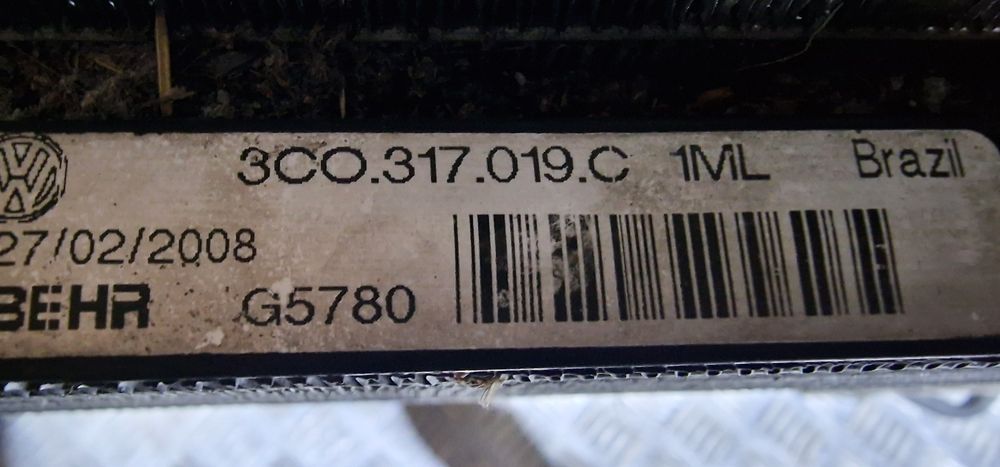 3C0.317.019.C 1ML Brazil
27/02/2008
BEHR G5780